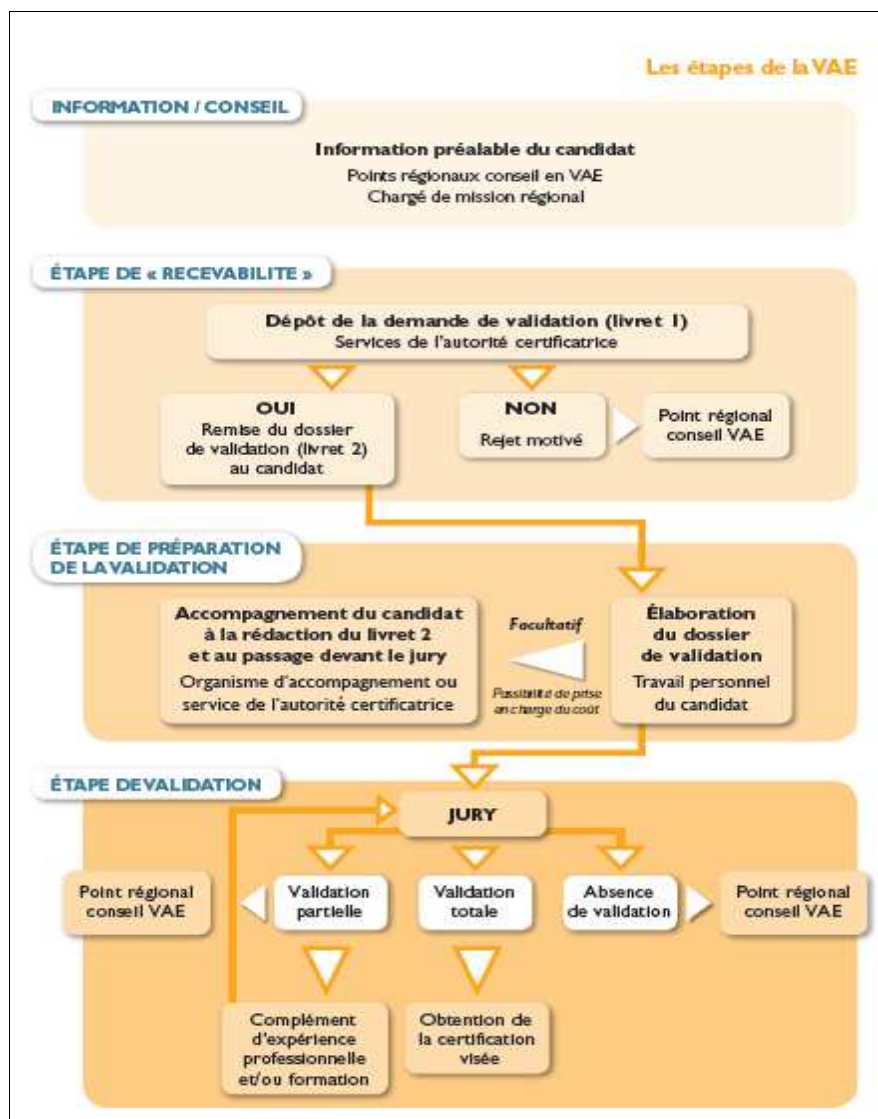 Les étapes de la VAE
INFORMATION / CONSEIL
Information préalable du candidat
Points régionaux conseil en VAE
Chargé de mission régional
ÉTAPE DE « RECEVABILITE »
Dépôt de la demande de validation (livret 1)
Services de l'autorité certificatrice
OUI
Remise du dossier
de validation (livret 2)
au candidat
NON
Rejet motivé
Point régional
conseil VAE
ÉTAPE DE PRÉPARATION
DE LA VALIDATION
Accompagnement du candidat
à la rédaction du livret 2
et au passage devant le jury
Organisme d'accompagnement ou
service de l'autorité certificatrice
Facultatif
Possibilité de prise
en charge du coût
Élaboration
du dossier
de validation
Travail personnel
du candidat
ÉTAPE DE VALIDATION
JURY
Point régional
conseil VAE
Validation
partielle
Validation
totale
Absence
de validation
Point régional
conseil VAE
Complément
d'expérience
professionnelle
et/ou formation
Obtention de
la certification
visée